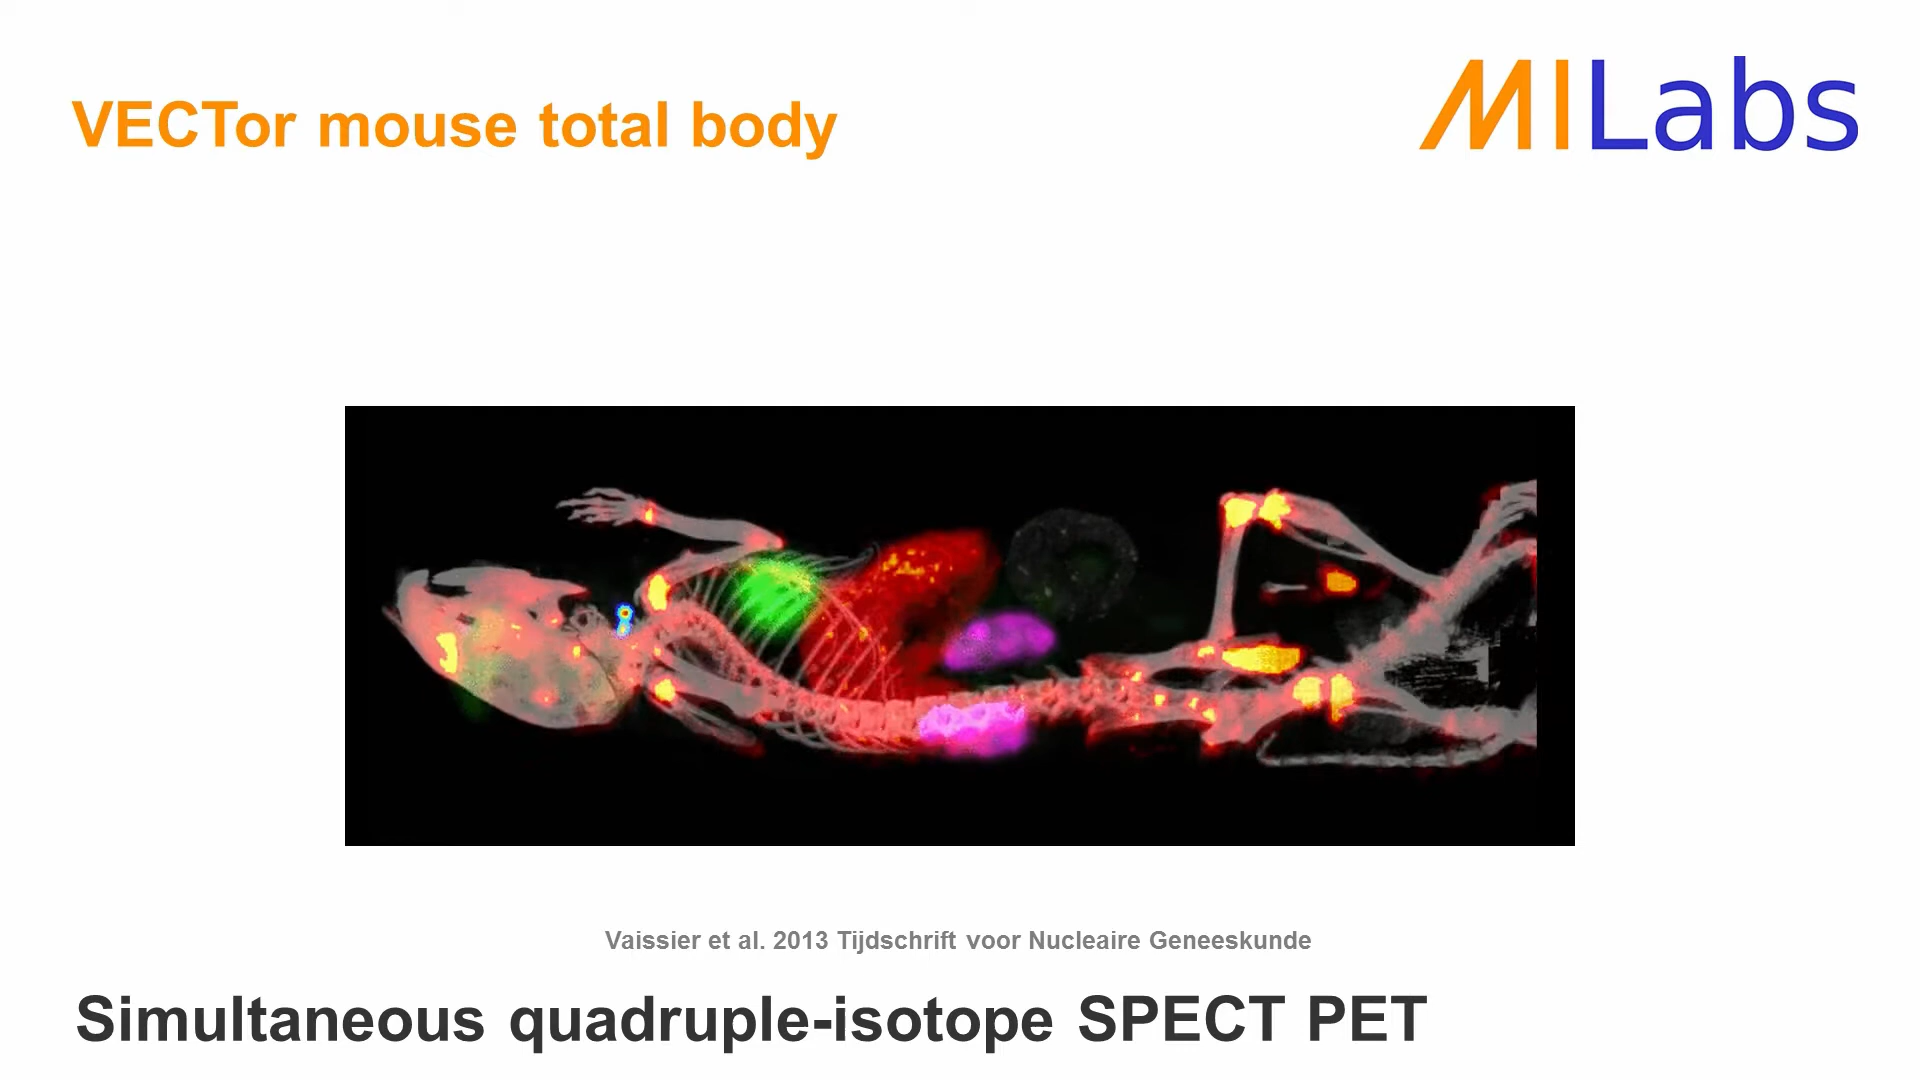 VECTor mouse total body
MILabs
Vaissier et al. 2013 Tijdschrift voor Nucleaire Geneeskunde
Simultaneous quadruple-isotope SPECT PET